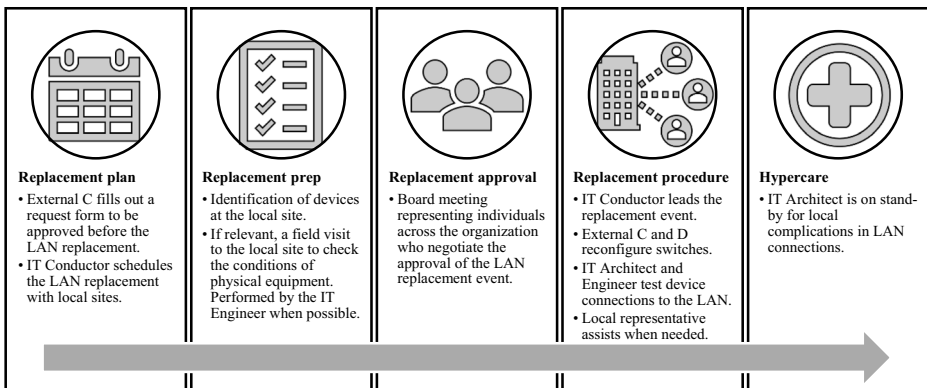 Replacement plan
• External C fills out a
request form to be
approved before the
LAN replacement.
• IT Conductor schedules
the LAN replacement
with local sites.
Replacement prep
• Identification of devices
at the local site.
• If relevant, a field visit
to the local site to check
the conditions of
physical equipment.
Performed by the IT
Engineer when possible.
Replacement approval
• Board meeting
representing individuals
across the organization
who negotiate the
approval of the LAN
replacement event.
Replacement procedure
• IT Conductor leads the
replacement event.
• External C and D
reconfigure switches.
• IT Architect and
Engineer test device
connections to the LAN.
• Local representative
assists when needed.
Hypercare
• IT Architect is on stand-
by for local
complications in LAN
connections.